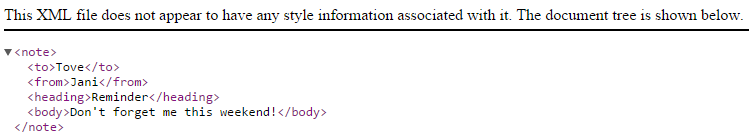 This XML file does not appear to have any style information associated with it. The document tree is shown below.
▼<note>
<to>Tove</to>
<from>Jani</from>
<heading>Reminder</heading>
<body>Don't forget me this weekend!</body>
</note>